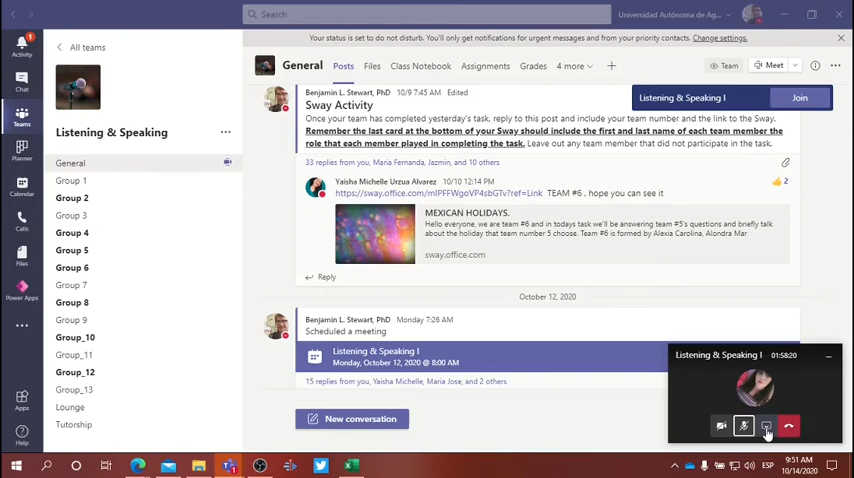 Search
Universidad Autónoma de Ag...
Your status is set to do not disturb. You'll only get notifications for urgent messages and from your priority contacts. Change settings.
Activity
Chat
Teams
Planner
Calendar
Calls
Files
Power Apps
Apps
Help
All teams
Listening & Speaking
General
Group 1
Group 2
Group 3
Group 4
Group 5
Group 6
Group 7
Group 8
Group 9
Group_10
Group_11
Group_12
Group_13
Lounge
Tutorship
General
Posts
Files
Class Notebook
Assignments
Grades
4 more
Team
Meet
Listening & Speaking I
Join
Benjamin L. Stewart, PhD 10/9 7:45 AM Edited
Sway Activity
Once your team has completed yesterday's task, reply to this post and include your team number and the link to the Sway.
Remember the last card at the bottom of your Sway should include the first and last name of each team member the
role that each member played in completing the task. Leave out any team member that did not participate in the task.
33 replies from you, Maria Fernanda, Jazmin, and 10 others
Yaisha Michelle Urzua Alvarez 10/10 12:14 PM
2
https://sway.office.com/mlPFFWgoVP4sbGTv?ref=Link TEAM #6 , hope you can see it
MEXICAN HOLIDAYS.
Hello everyone, we are team #6 and in todays task we'll be answering team #5's questions and briefly talk
about the holiday that team number 5 choose. Team #6 is formed by Alexia Carolina, Alondra Mar
sway.office.com
Reply
October 12, 2020
Benjamin L. Stewart, PhD Monday 7:26 AM
Scheduled a meeting
Listening & Speaking I
Monday, October 12, 2020 @ 8:00 AM
15 replies from you, Yaisha Michelle, Maria Jose, and 2 others
New conversation
Listening & Speaking I 01:58:20
ESP
9:51 AM
10/14/2020